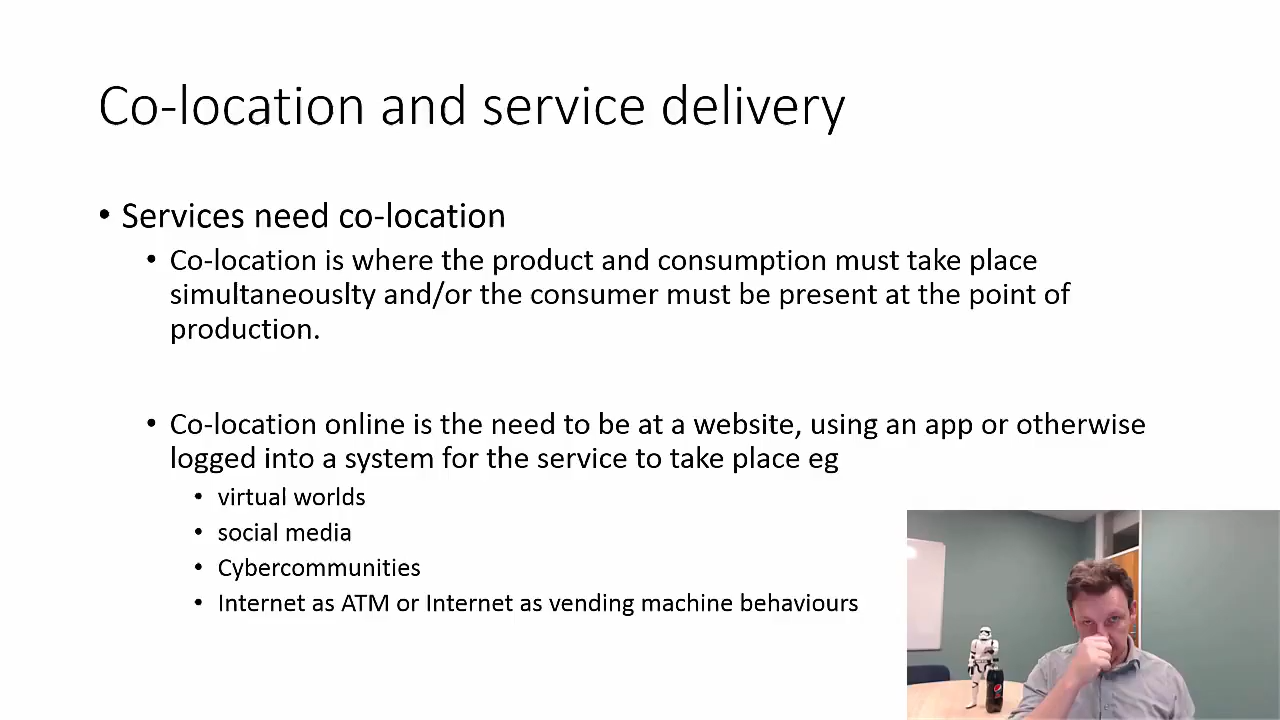 Co-location and service delivery
• Services need co-location
• Co-location is where the product and consumption must take place
simultaneouslty and/or the consumer must be present at the point of
production.
• Co-location online is the need to be at a website, using an app or otherwise
logged into a system for the service to take place eg
• virtual worlds
• social media
• Cybercommunities
• Internet as ATM or Internet as vending machine behaviours